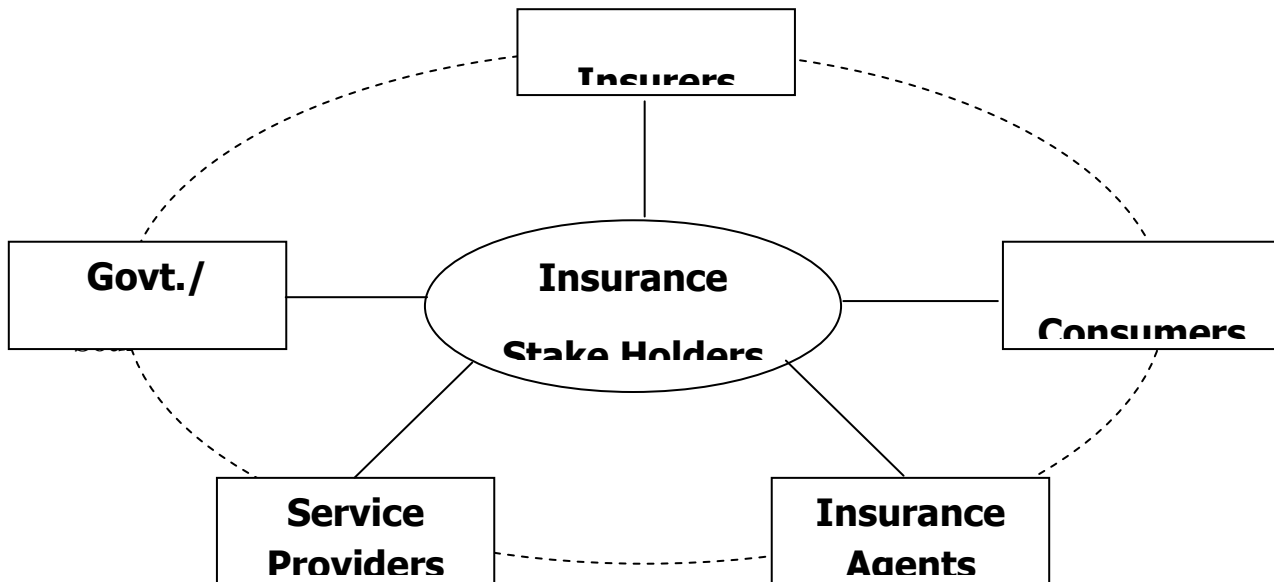 Insurers
Govt./
Insurance
Stake Holders
Consumers
Service
Providers
Insurance
Agents